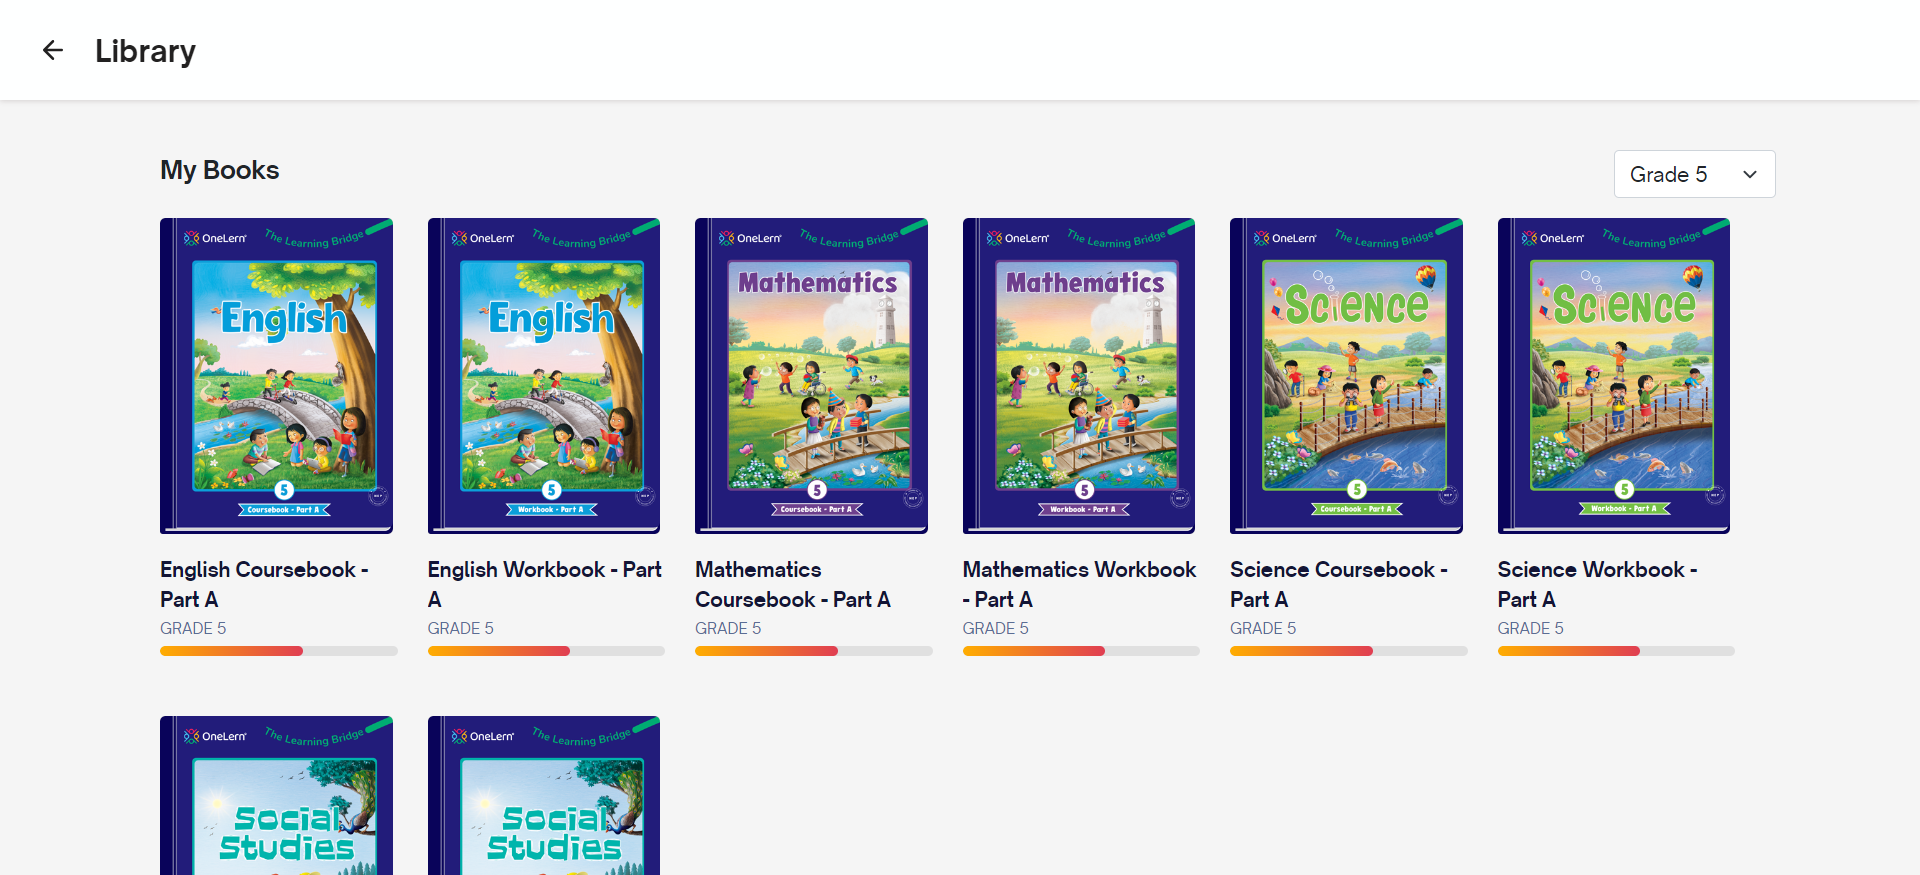 Library
My Books
Grade 5
OneLern
The Learning Bridge
English
5
Coursebook - Part A
OneLern
The Learning Bridge
English
5
Workbook - Part A
OneLern
The Learning Bridge
Mathematics
5
Coursebook - Part A
OneLern
The Learning Bridge
Mathematics
5
Workbook - Part A
OneLern
The Learning Bridge
Science
5
Coursebook - Part A
OneLern
The Learning Bridge
Science
5
Workbook - Part A
English Coursebook -
Part A
GRADE 5
English Workbook - Part
A
GRADE 5
Mathematics
Coursebook - Part A
GRADE 5
Mathematics Workbook
- Part A
GRADE 5
Science Coursebook -
Part A
GRADE 5
Science Workbook -
Part A
GRADE 5
OneLern
The Learning Bridge
Social
Studies
OneLern
The Learning Bridge
Social
Studies